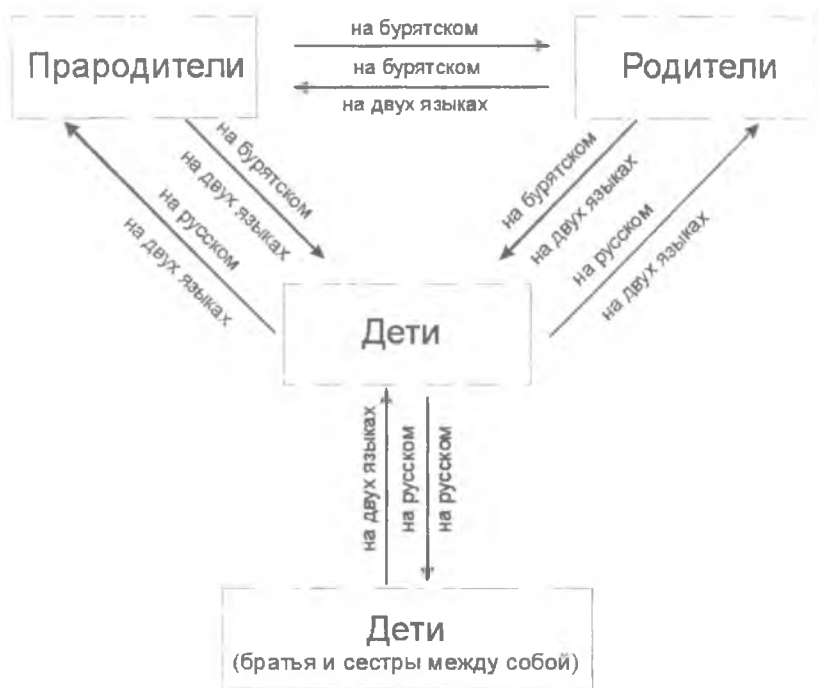 Прародители
на бурятском
на бурятском
на двух языках
Родители
на бурятском
на двух языках
на русском
на двух языках
на бурятском
на двух языках
на русском
на двух языках
Дети
на двух языках
на русском
на русском
Дети
(братья и сестры между собой)